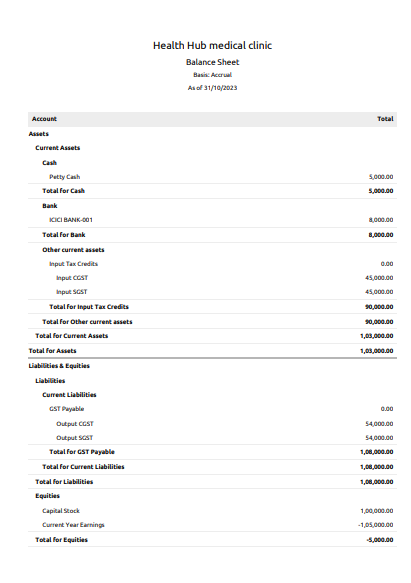 Health Hub medical clinic
Balance Sheet
Basis: Accrual
As of 31/10/2023
Account Total
Assets
Current Assets
Cash
Petty Cash 5,000.00
Total for Cash 5,000.00
Bank
ICICI BANK-001 8,000.00
Total for Bank 8,000.00
Other current assets
Input Tax Credits 0.00
Input CGST 45,000.00
Input SGST 45,000.00
Total for Input Tax Credits 90,000.00
Total for Other current assets 90,000.00
Total for Current Assets 1,03,000.00
Total for Assets 1,03,000.00
Liabilities & Equities
Liabilities
Current Liabilities
GST Payable 0.00
Output CGST 54,000.00
Output SGST 54,000.00
Total for GST Payable 1,08,000.00
Total for Current Liabilities 1,08,000.00
Total for Liabilities 1,08,000.00
Equities
Capital Stock 1,00,000.00
Current Year Earnings -1,05,000.00
Total for Equities -5,000.00